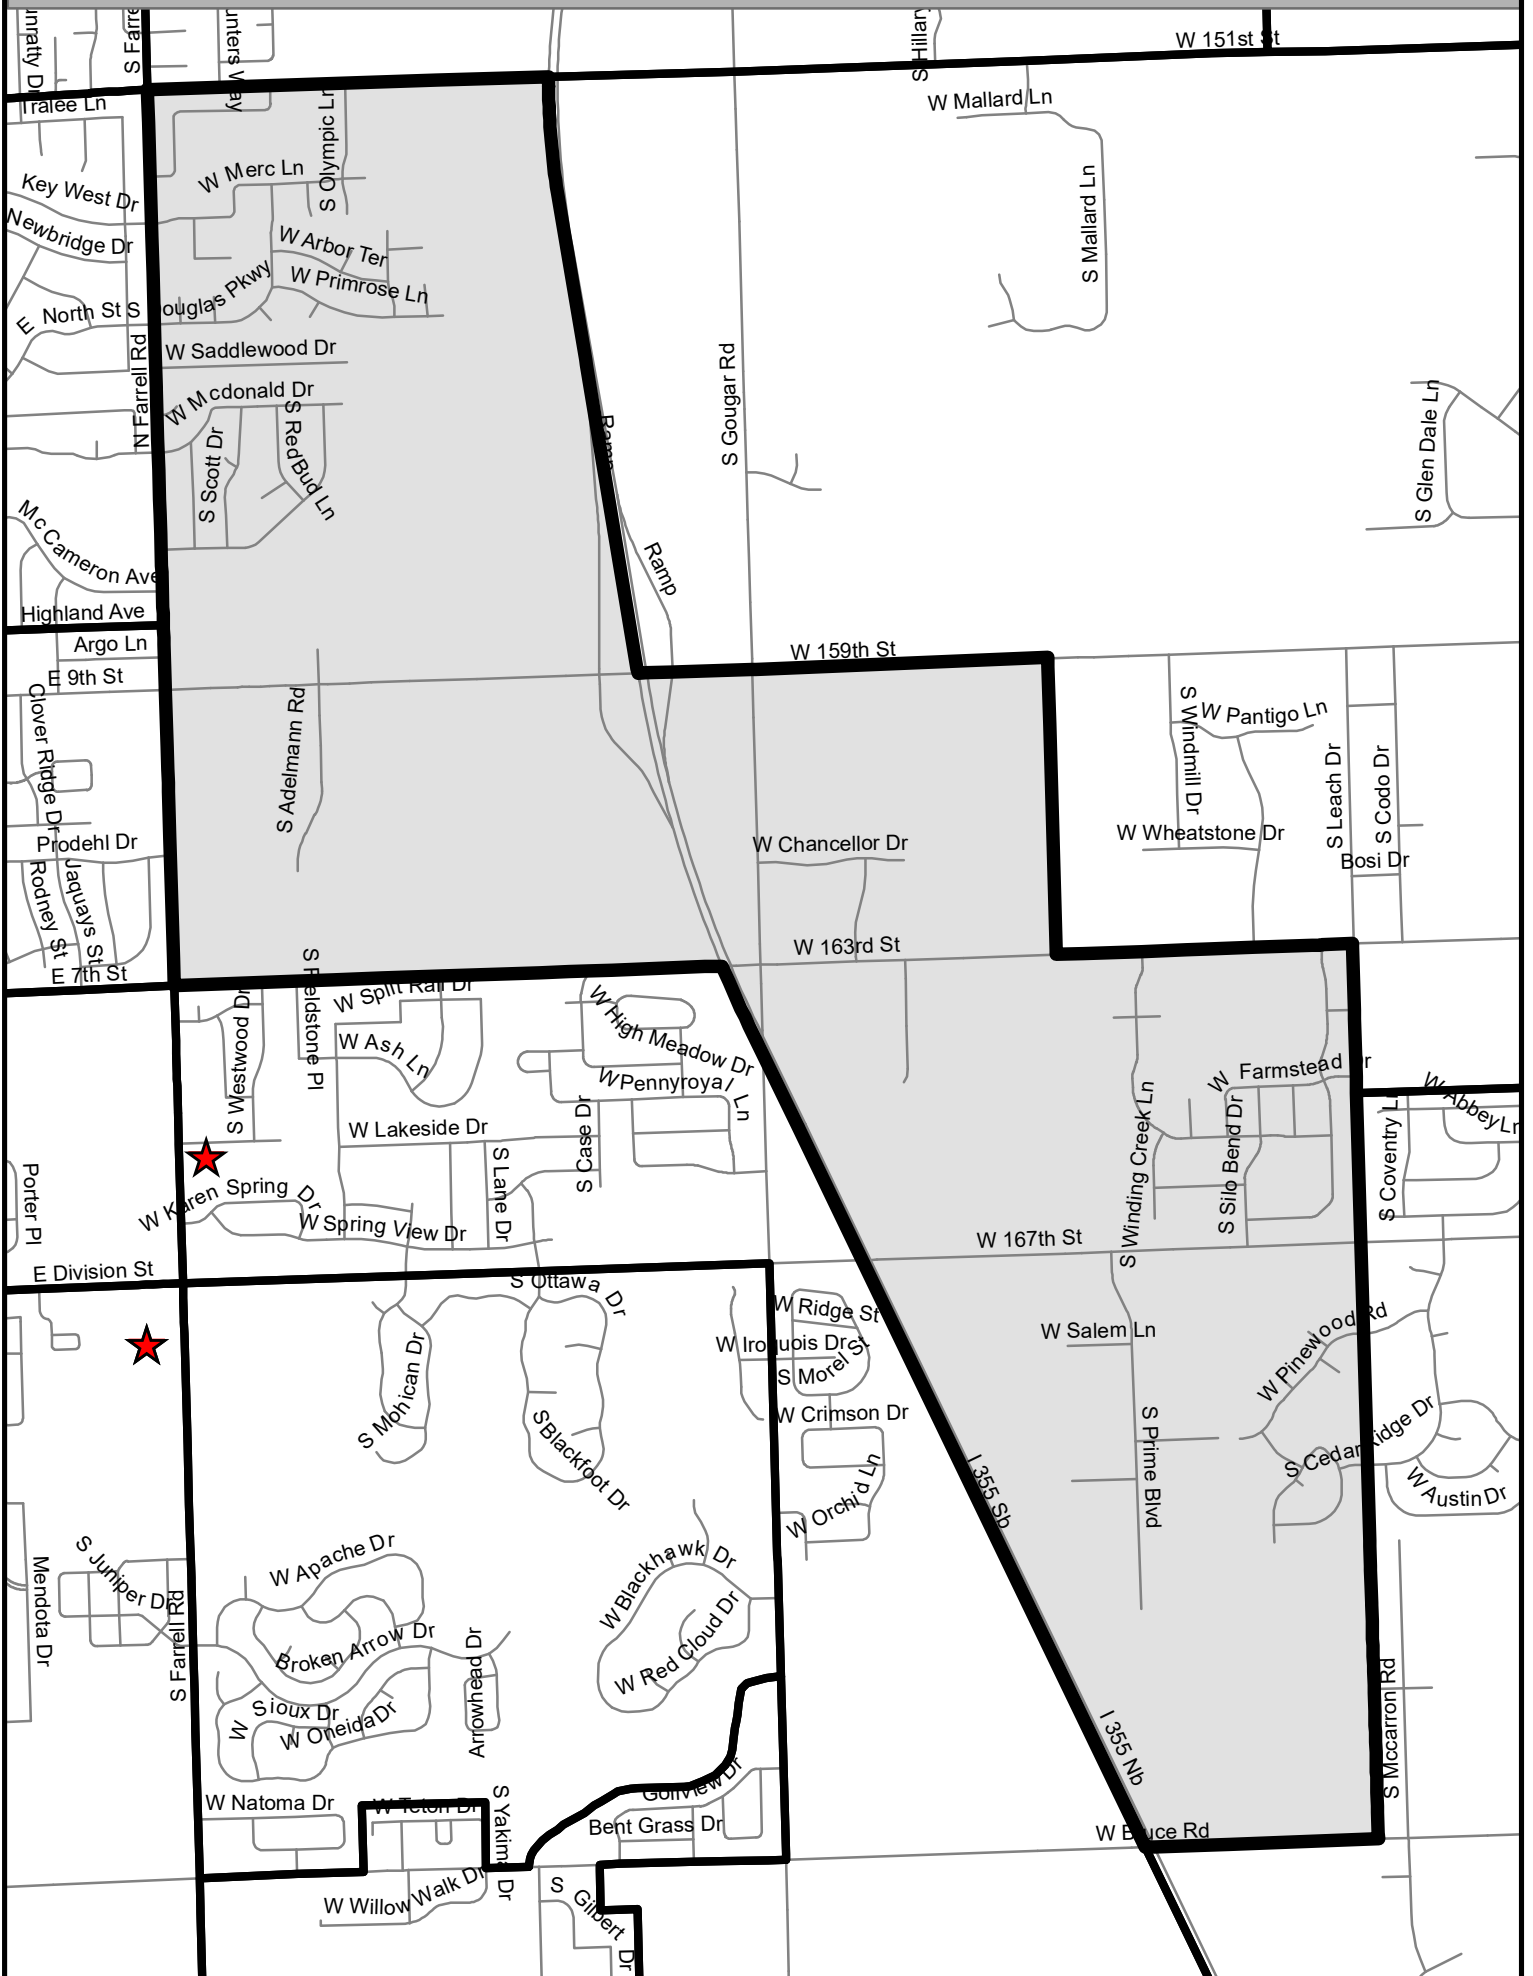 W 151st St
S Hillary
S Farre
Tralee Ln
W Mallard Ln
S Olympic Ln
W Merc Ln
S Mallard Ln
Key West Dr
Newbridge Dr
W Arbor Ter
W Primrose Ln
E North St S ouglas Pkwy
W Saddlewood Dr
N Farrell Rd
W Mcdonald Dr
S RedBud Ln
S Scott Dr
S Gougar Rd
S Glen Dale Ln
Ramp
Ramp
Mc Cameron Ave
Highland Ave
Argo Ln
E 9th St
W 159th St
S Adelmann Rd
Clover Ridge Dr
S Windmill Dr
W Pantigo Ln
S Leach Dr
S Codo Dr
W Wheatstone Dr
Bosi Dr
Prodehl Dr
Rodney St
Jaquays St
E 7th St
W Chancellor Dr
W 163rd St
S Fieldstone Pl
W Split Rail Dr
S Westwood Dr
W Ash Ln
W High Meadow Dr
W Pennyroyal Ln
W Farmstead Dr
W Abbey Ln
S Coventry Ln
W Lakeside Dr
S Case Dr
S Lane Dr
S Winding Creek Ln
S Silo Bend Dr
Porter Pl
W Karen Spring Dr
W Spring View Dr
W 167th St
E Division St
S Ottawa Dr
W Ridge St
W Iroquois Dr
S Morel St
W Salem Ln
W Pinewood Rd
S Mohican Dr
S Blackfoot Dr
W Crimson Dr
S Prime Blvd
S Cedar Ridge Dr
W Austin Dr
W Orchid Ln
I 355 Sb
W Apache Dr
S Juniper Dr
Mendota Dr
W Blackhawk Dr
W Red Cloud Dr
S Farrell Rd
Broken Arrow Dr
Arrowhead Dr
W Sioux Dr
W Oneida Dr
I 355 Nb
S Mccarron Rd
Golfview Dr
W Natoma Dr
W Teton Dr
S Yakima Dr
Bent Grass Dr
W Bruce Rd
W Willow Walk Dr
S Gilbert Dr